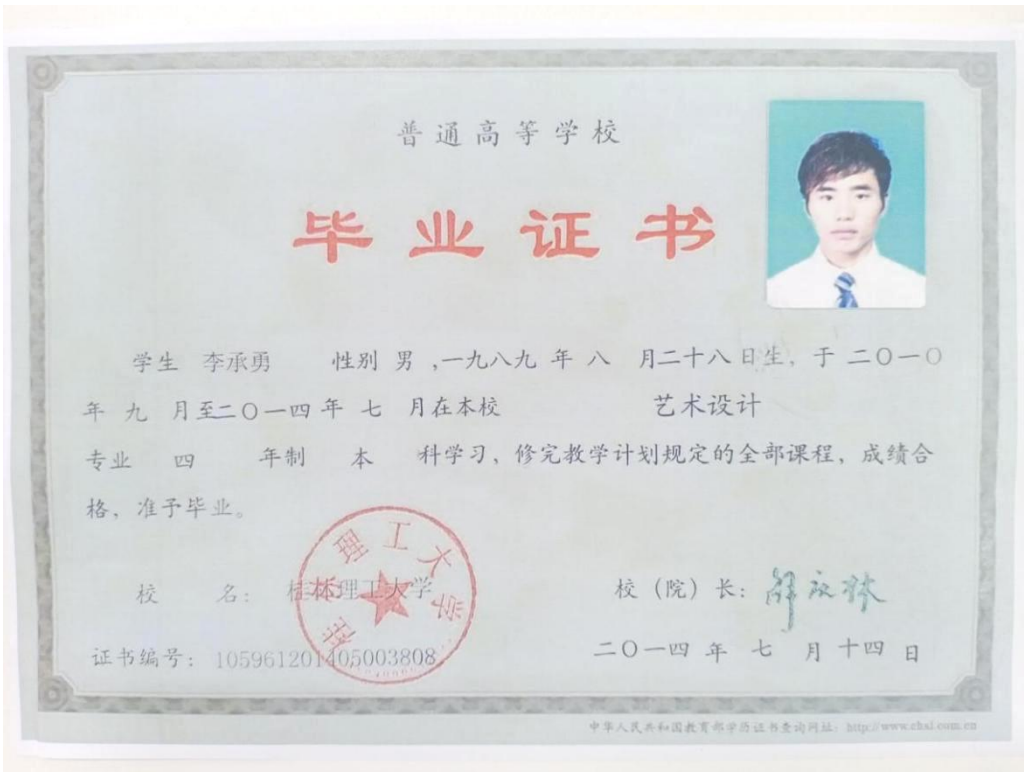 普通高等学校
毕业证书
学生 李承勇 性别 男 ,一九八九 年 八 月二十八日生, 于 二〇一〇
年 九 月至二〇一四年 七 月在本校 艺术设计
专业 四 年制 本 科学习, 修完教学计划规定的全部课程, 成绩合
格, 准予毕业。
理工大学
校 名: 桂林理工大学
校（院）长:
证书编号: 105961201405003808
二〇一四 年 七 月 十四 日
中华人民共和国教育部学历证书查询网址: http://www.chsi.com.cn